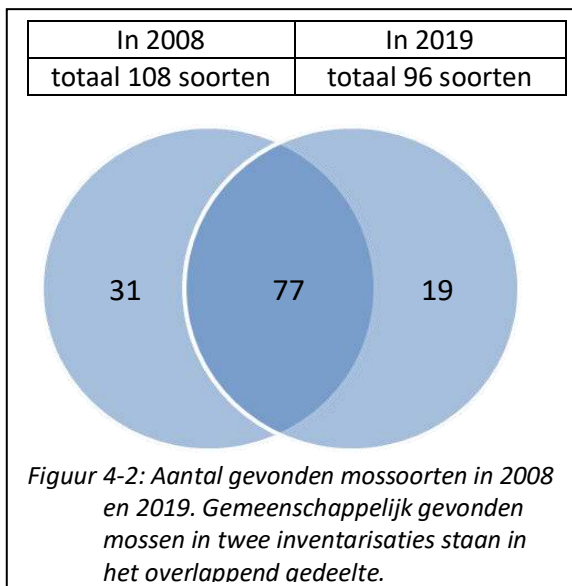 In 2008 In 2019
totaal 108 soorten totaal 96 soorten
31 77 19
Figuur 4-2: Aantal gevonden mossoorten in 2008
en 2019. Gemeenschappelijk gevonden
mossen in twee inventarisaties staan in
het overlappend gedeelte.